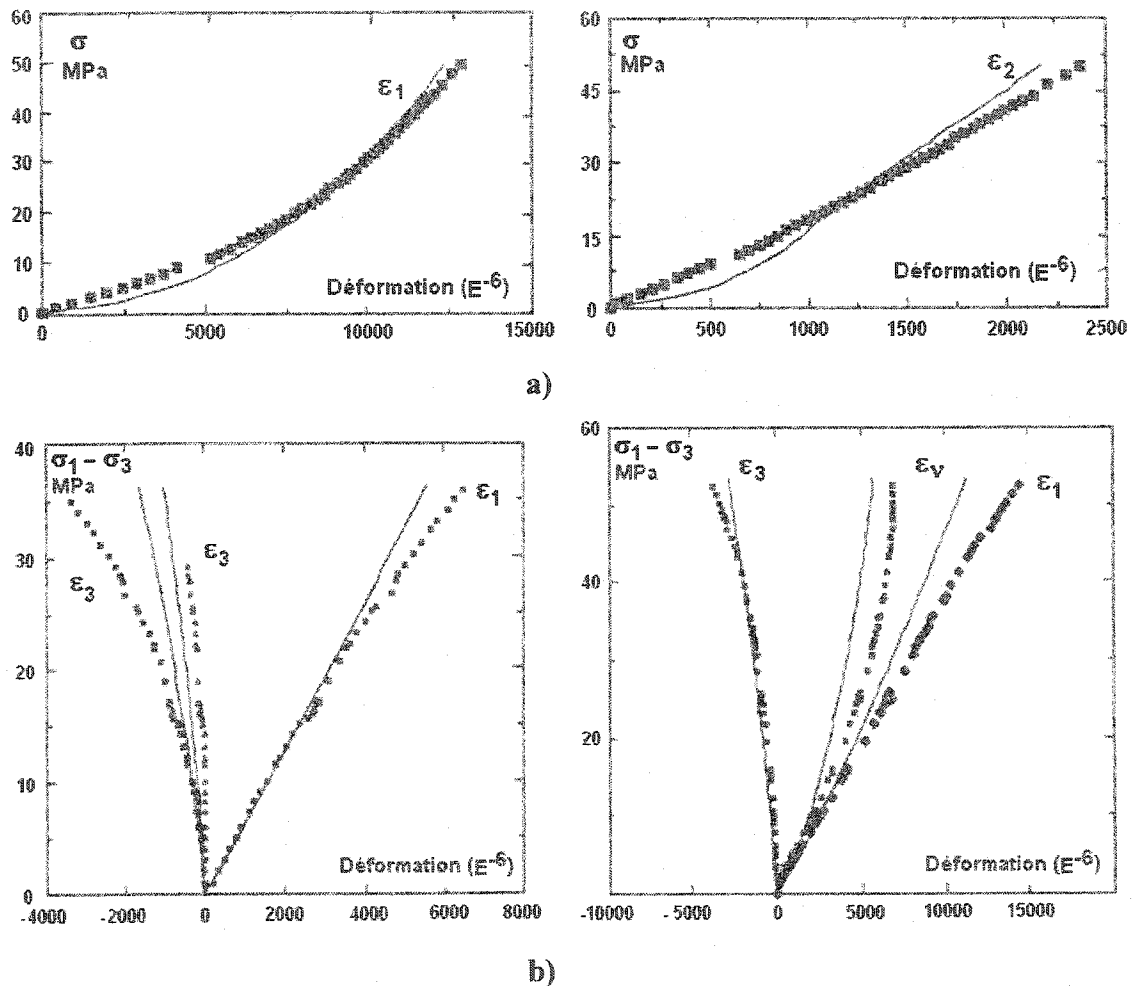 60
50
40
30
20
10
0
σ
MPa
ε1
Déformation (E-6)
0 5000 10000 15000
60
45
30
15
0
σ
MPa
ε2
Déformation (E-6)
0 500 1000 1500 2000 2500
a)
40
30
20
10
0
σ1 – σ3
MPa
ε3
ε3
ε1
Déformation (E-6)
-4000 -2000 0 2000 4000 6000 8000
60
40
20
σ1 – σ3
MPa
ε3
εv
ε1
Déformation (E-6)
-10000 -5000 0 5000 10000 15000
b)